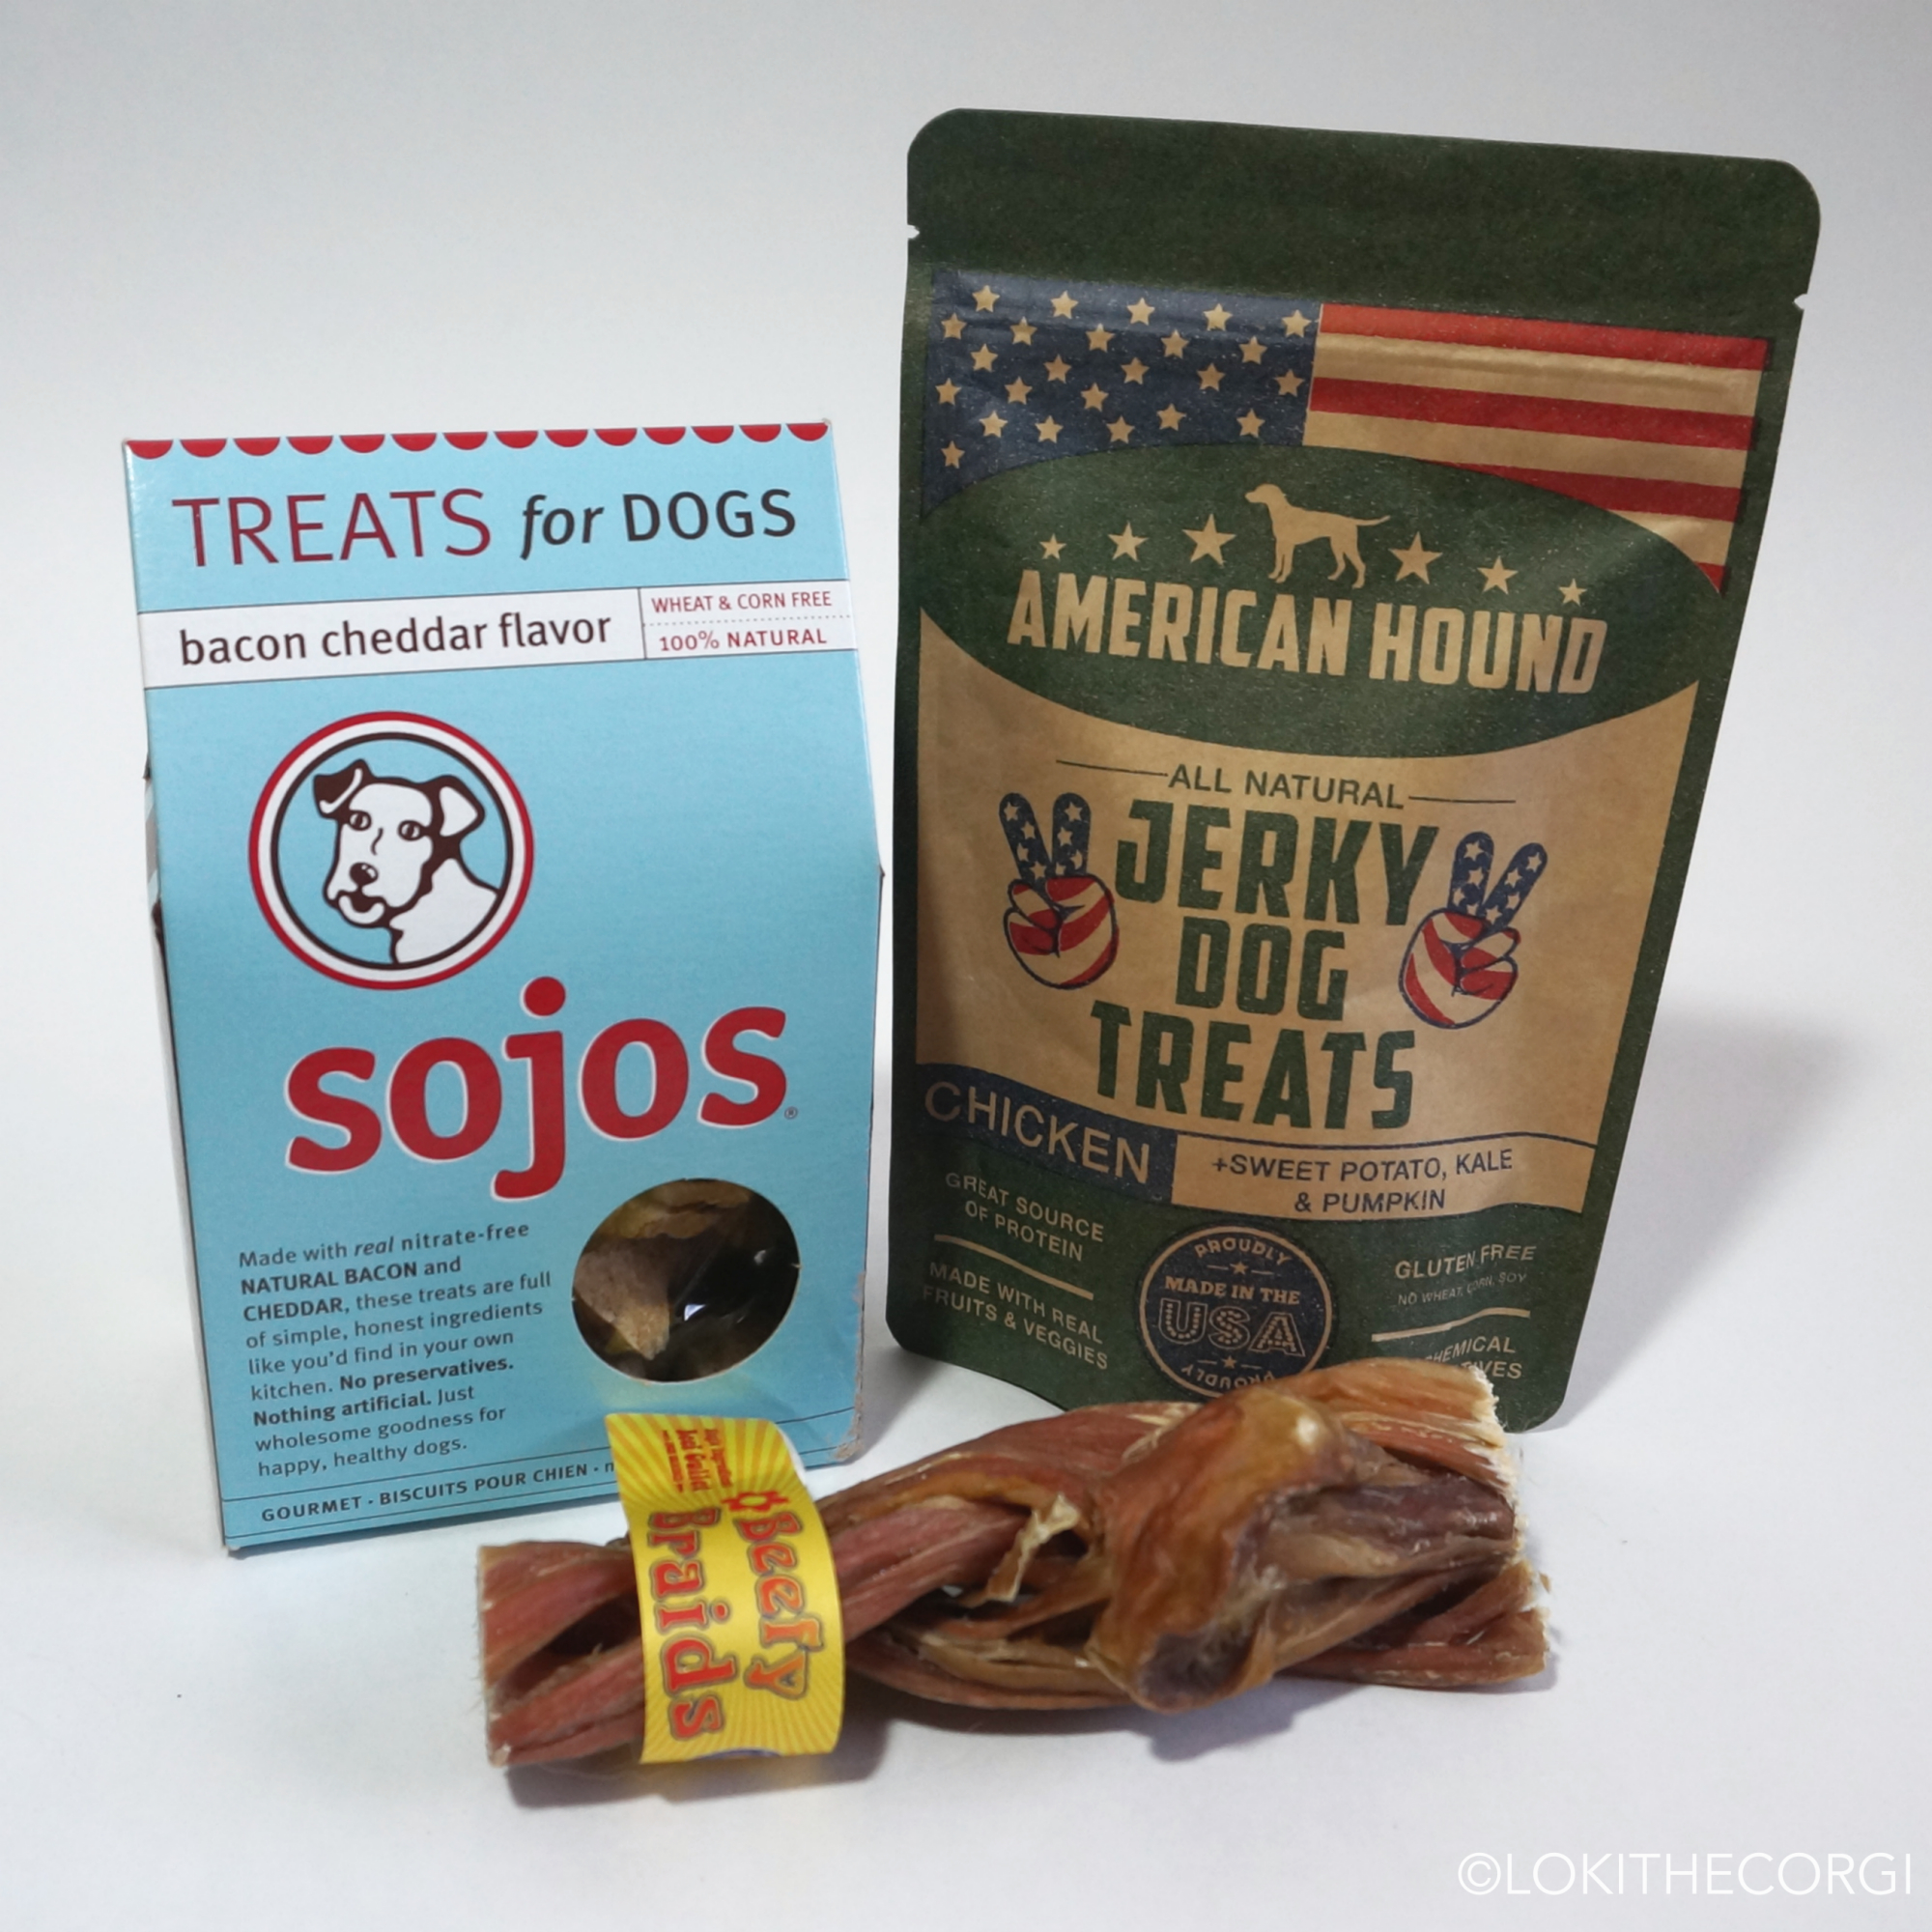 TREATS for DOGS
bacon cheddar flavor
WHEAT & CORN FREE
100% NATURAL
sojos®
Made with real nitrate-free
NATURAL BACON and
CHEDDAR, these treats are full
of simple, honest ingredients
like you'd find in your own
kitchen. No preservatives.
Nothing artificial. Just
wholesome goodness for
happy, healthy dogs.
GOURMET · BISCUITS POUR CHIEN ·
AMERICAN HOUND
ALL NATURAL
JERKY
DOG
TREATS
CHICKEN
+SWEET POTATO, KALE
& PUMPKIN
GREAT SOURCE
OF PROTEIN
MADE WITH REAL
FRUITS & VEGGIES
PROUDLY
MADE IN THE
USA
PROUDLY
GLUTEN FREE
NO WHEAT, CORN, SOY
Beefy
Braids
©LOKITHECORGI